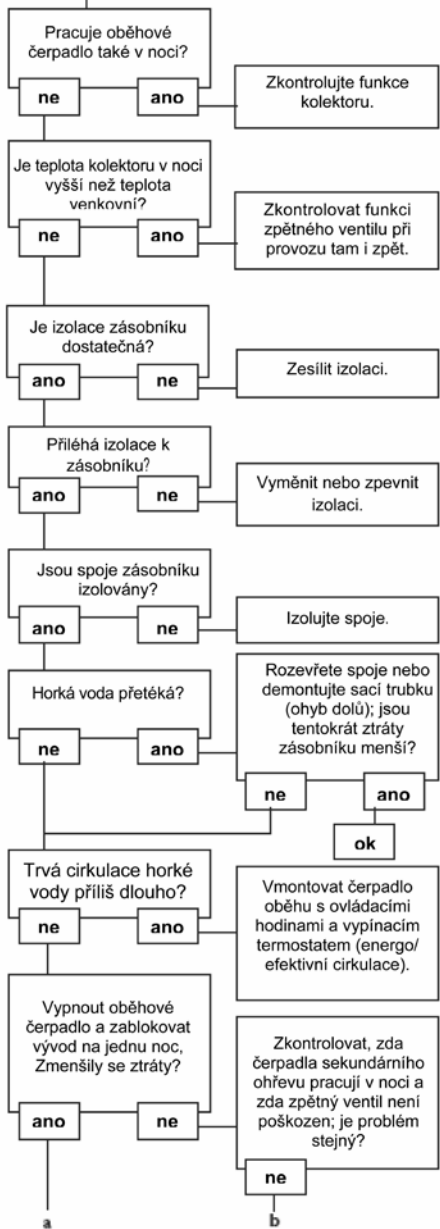 Pracuje oběhové
čerpadlo také v noci?
ne
ano
Zkontrolujte funkce
kolektoru.
Je teplota kolektoru v noci
vyšší než teplota
venkovní?
ne
ano
Zkontrolovat funkci
zpětného ventilu při
provozu tam i zpět.
Je izolace zásobníku
dostatečná?
ano
ne
Zesílit izolaci.
Přiléhá izolace k
zásobníku?
ano
ne
Vyměnit nebo zpevnit
izolaci.
Jsou spoje zásobníku
izolovány?
ano
ne
Izolujte spoje.
Horká voda přetéká?
ne
ano
Rozevřete spoje nebo
demontujte sací trubku
(ohyb dolů); jsou
tentokrát ztráty
zásobníku menší?
ne
ano
ok
Trvá cirkulace horké
vody příliš dlouho?
ne
ano
Vmontovat čerpadlo
oběhu s ovládacími
hodinami a vypínacím
termostatem (energo/
efektivní cirkulace).
Vypnout oběhové
čerpadlo a zablokovat
vývod na jednu noc,
Zmenšily se ztráty?
ano
ne
Zkontrolovat, zda
čerpadla sekundárního
ohřevu pracují v noci a
zda zpětný ventil není
poškozen; je problém
stejný?
ne
a
b